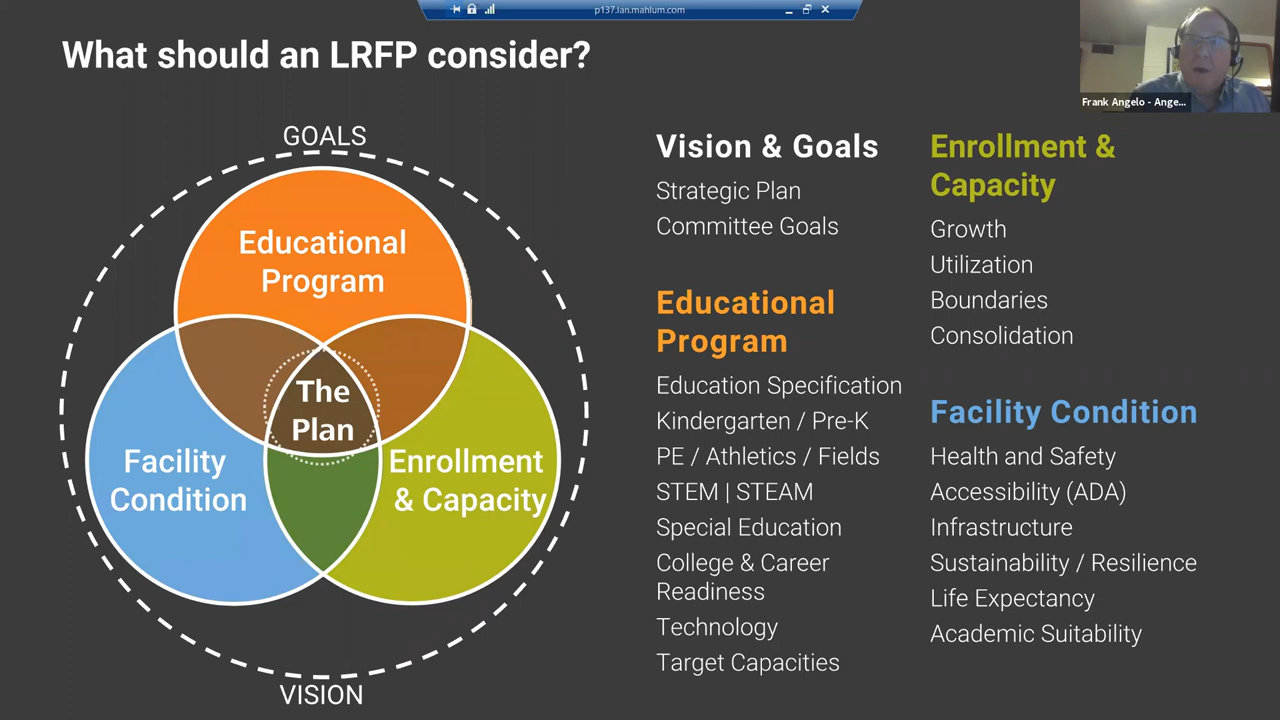 p137.lan.mahlum.com
What should an LRFP consider?
Frank Angelo - Ange...
GOALS
Educational
Program
The
Plan
Facility
Condition
Enrollment
& Capacity
VISION
Vision & Goals
Strategic Plan
Committee Goals
Educational
Program
Education Specification
Kindergarten / Pre-K
PE / Athletics / Fields
STEM | STEAM
Special Education
College & Career
Readiness
Technology
Target Capacities
Enrollment &
Capacity
Growth
Utilization
Boundaries
Consolidation
Facility Condition
Health and Safety
Accessibility (ADA)
Infrastructure
Sustainability / Resilience
Life Expectancy
Academic Suitability